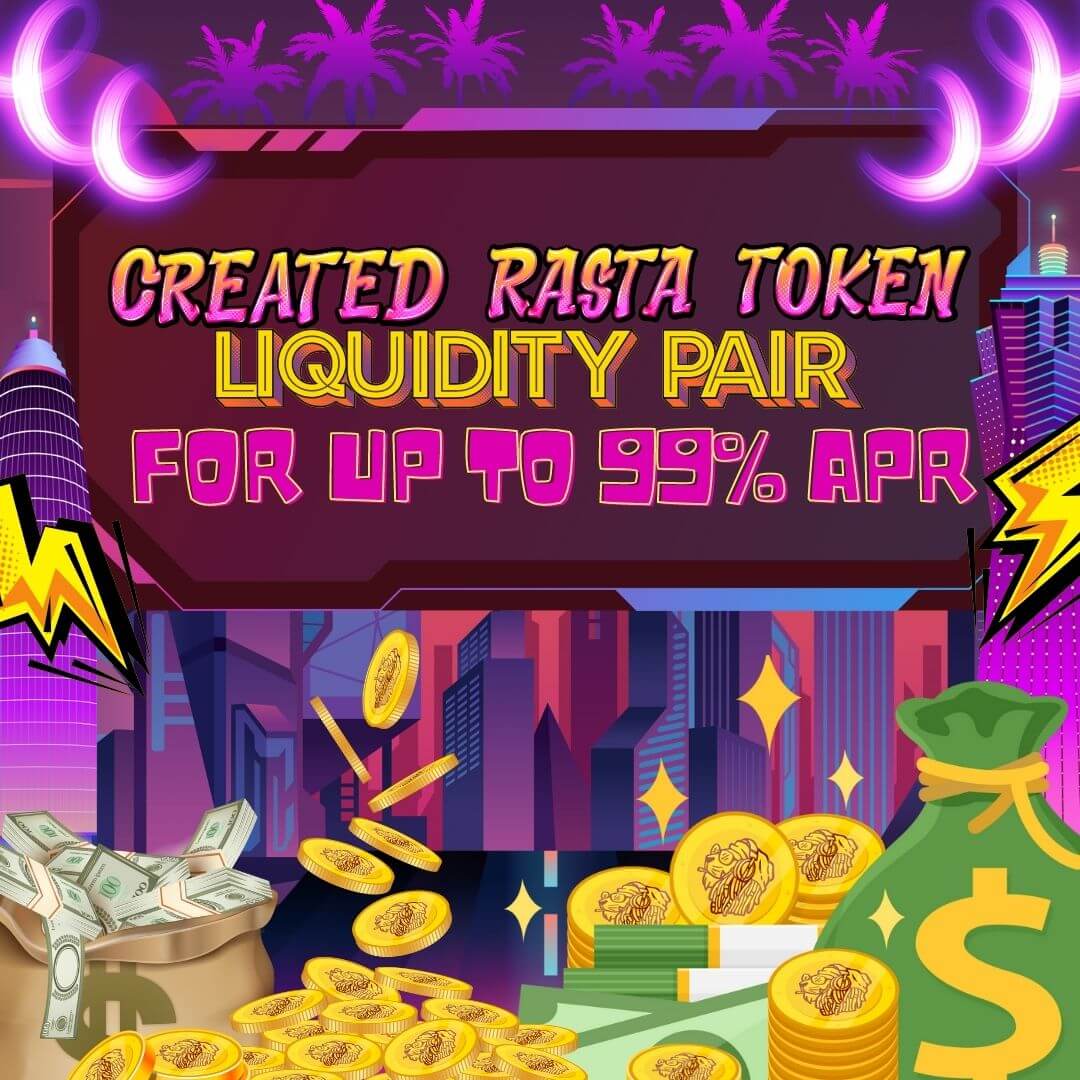 CREATED RASTA TOKEN
LIQUIDITY PAIR
FOR UP TO 99% APR
$